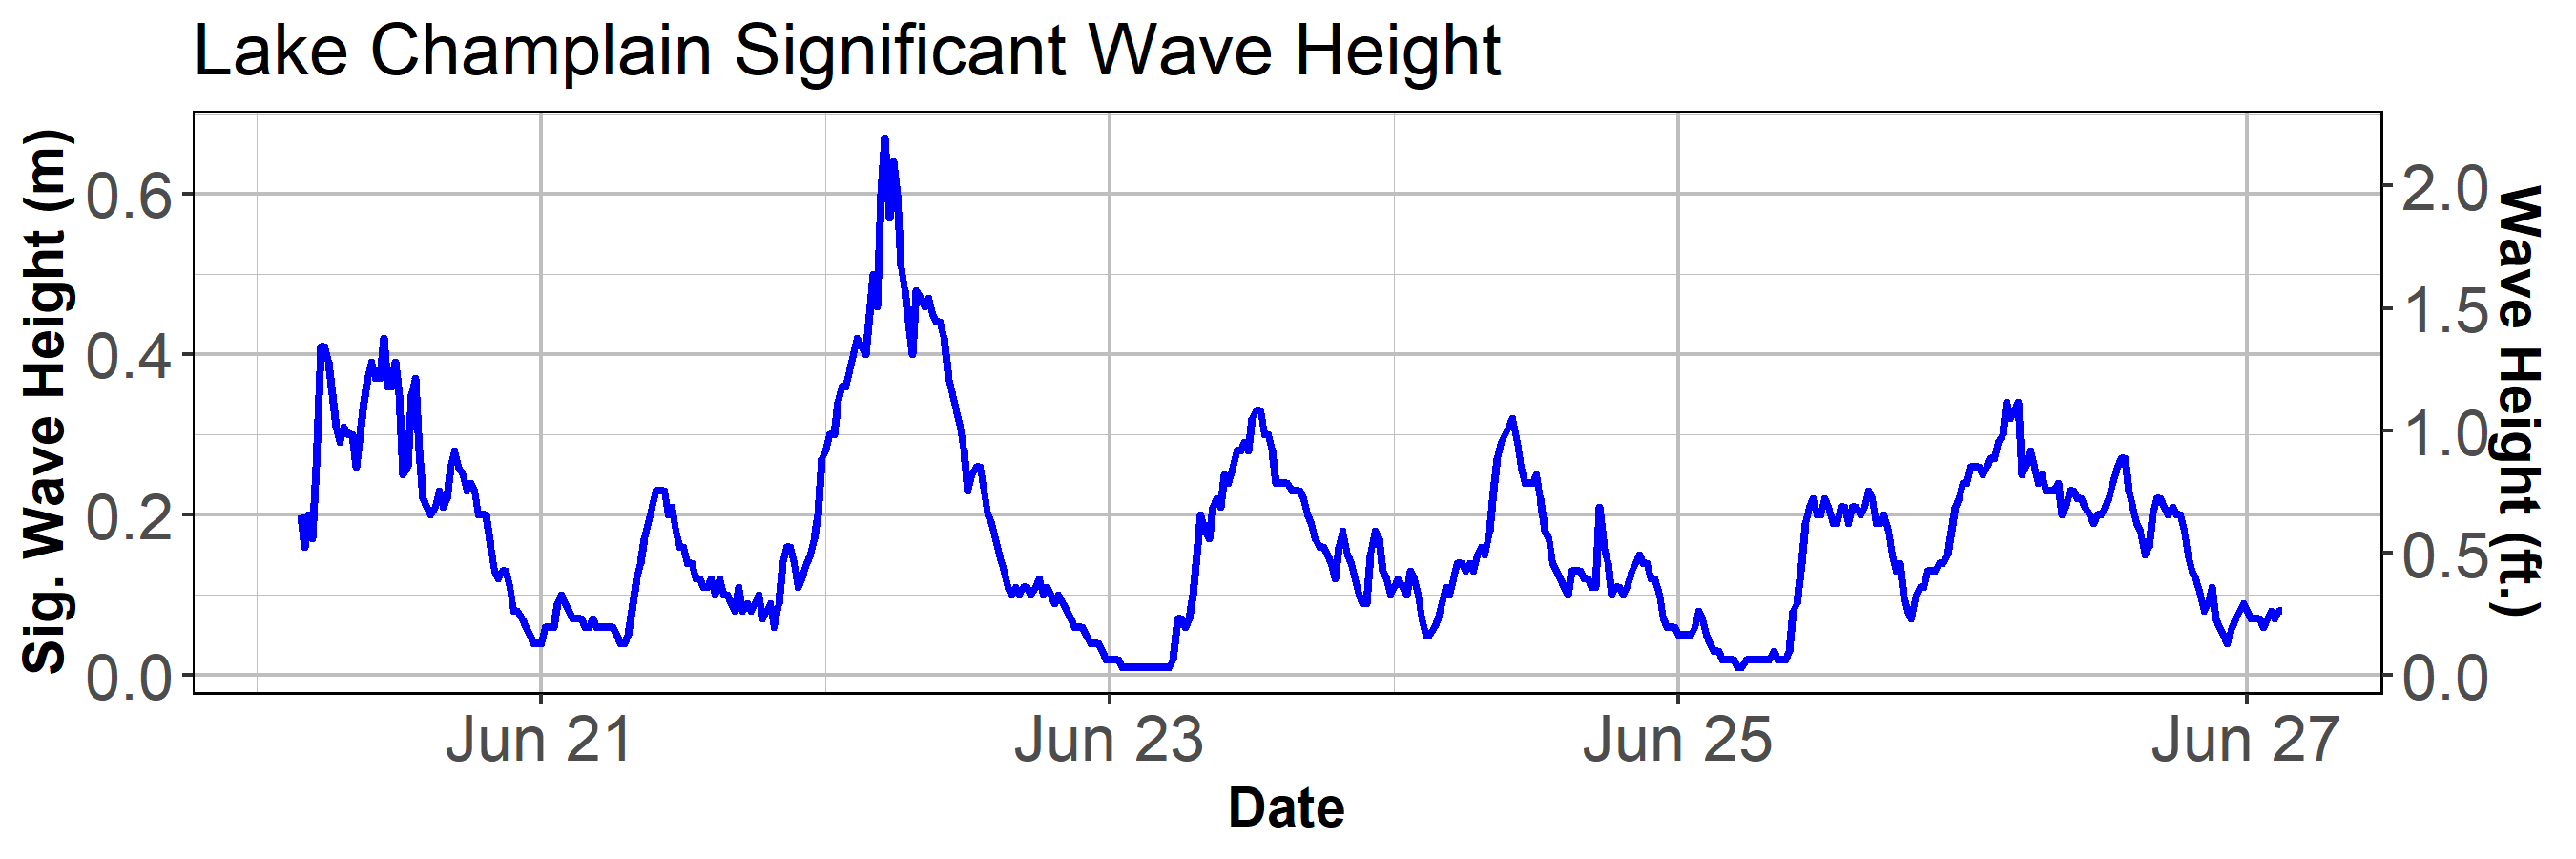 Lake Champlain Significant Wave Height
Sig. Wave Height (m)
0.6
0.4
0.2
0.0
2.0
1.5
1.0
0.5
0.0
Wave Height (ft.)
Jun 21 Jun 23 Jun 25 Jun 27
Date